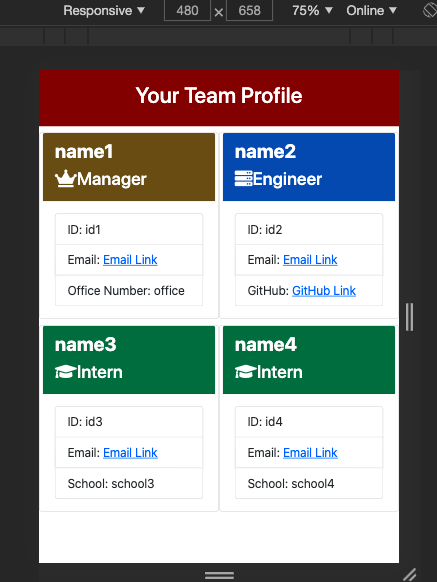 Responsive ▼ 480 × 658 75% ▼ Online ▼
Your Team Profile
name1
Manager
ID: id1
Email: Email Link
Office Number: office
name2
Engineer
ID: id2
Email: Email Link
GitHub: GitHub Link
name3
Intern
ID: id3
Email: Email Link
School: school3
name4
Intern
ID: id4
Email: Email Link
School: school4